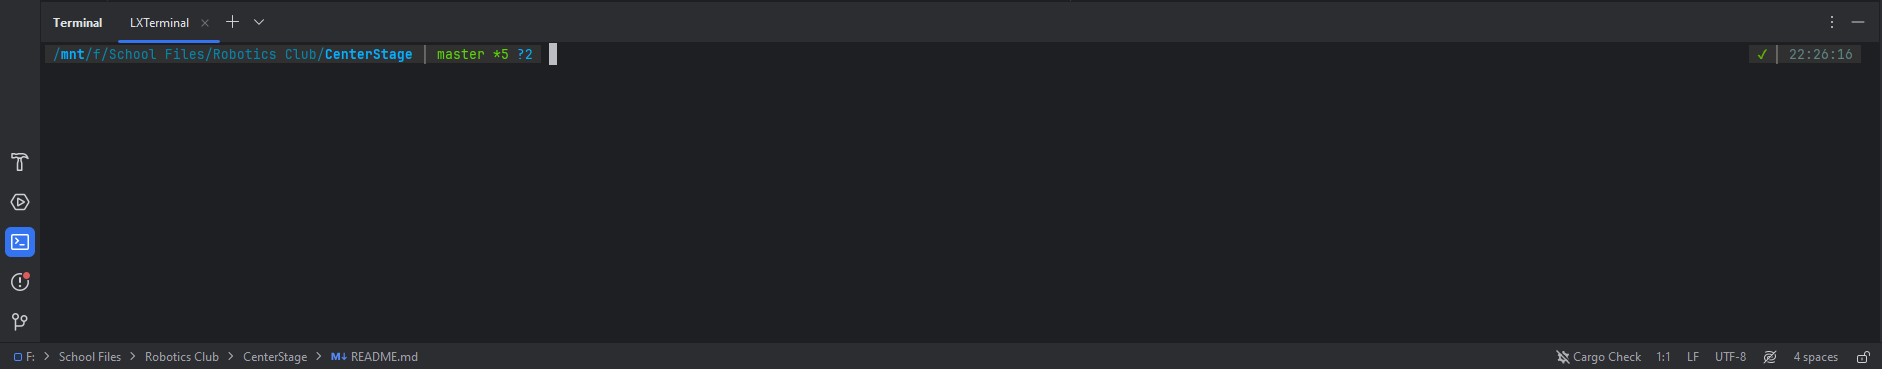 Terminal LXTerminal
/mnt/f/School Files/Robotics Club/CenterStage | master *5 ?2 ✓ | 22:26:16
F: > School Files > Robotics Club > CenterStage > M↓ README.md Cargo Check 1:1 LF UTF-8 4 spaces